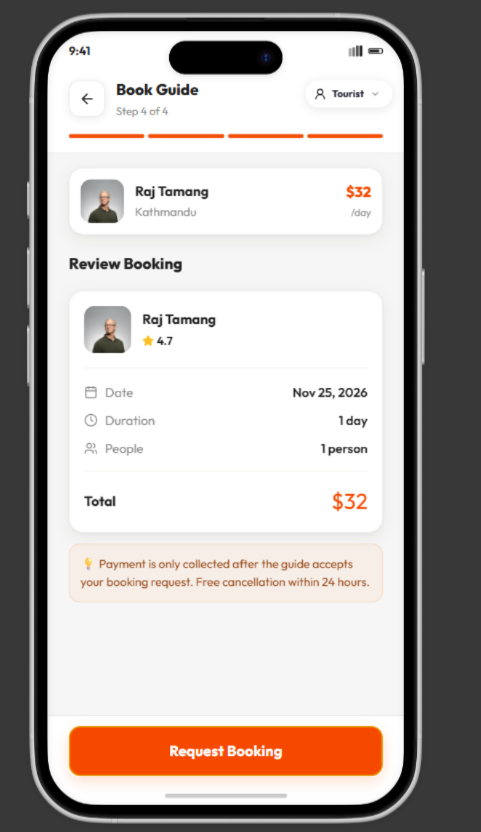 9:41
Book Guide
Step 4 of 4
Tourist
Raj Tamang
$32
Kathmandu
/day
Review Booking
Raj Tamang
4.7
Date
Nov 25, 2026
Duration
1 day
People
1 person
Total
$32
Payment is only collected after the guide accepts
your booking request. Free cancellation within 24 hours.
Request Booking